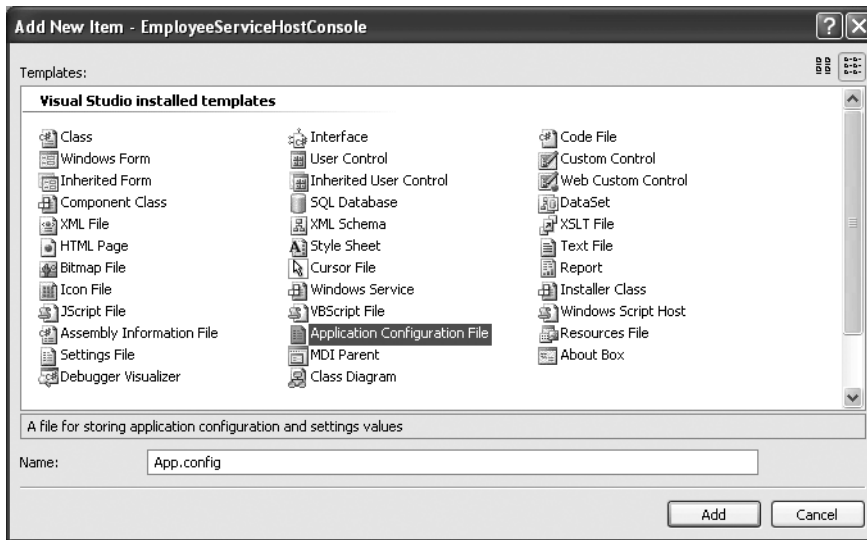 Add New Item - EmployeeServiceHostConsole
Templates:
Visual Studio installed templates
Class
Interface
Code File
Windows Form
User Control
Custom Control
Inherited Form
Inherited User Control
Web Custom Control
Component Class
SQL Database
DataSet
XML File
XML Schema
XSLT File
HTML Page
Style Sheet
Text File
Bitmap File
Cursor File
Report
Icon File
Windows Service
Installer Class
JScript File
VBScript File
Windows Script Host
Assembly Information File
Application Configuration File
Resources File
Settings File
MDI Parent
About Box
Debugger Visualizer
Class Diagram
A file for storing application configuration and settings values
Name: App.config
Add Cancel